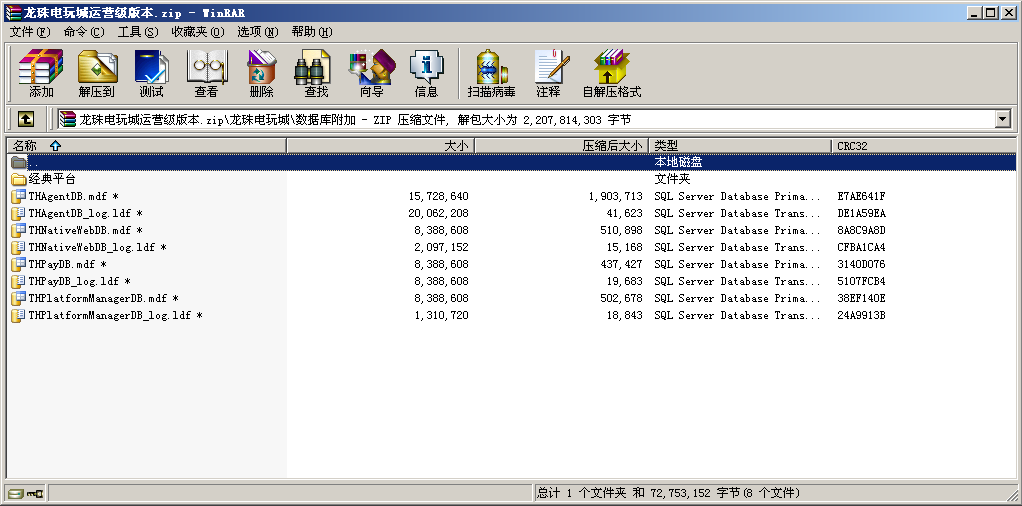 龙珠电玩城运营级版本.zip - WinRAR
文件(F) 命令(C) 工具(S) 收藏夹(O) 选项(N) 帮助(H)
添加 解压到 测试 查看 删除 查找 向导 信息 扫描病毒 注释 自解压格式
龙珠电玩城运营级版本.zip\龙珠电玩城\数据库附加 - ZIP 压缩文件, 解包大小为 2,207,814,303 字节
名称 大小 压缩后大小 类型 CRC32
.. 本地磁盘
经典平台 文件夹
THAgentDB.mdf * 15,728,640 1,903,713 SQL Server Database Prima... E7AE641F
THAgentDB_log.ldf * 20,062,208 41,623 SQL Server Database Trans... DE1A59EA
THNativeWebDB.mdf * 8,388,608 510,898 SQL Server Database Prima... 8A8C9A8D
THNativeWebDB_log.ldf * 2,097,152 15,168 SQL Server Database Trans... CFBA1CA4
THPayDB.mdf * 8,388,608 437,427 SQL Server Database Prima... 3140D076
THPayDB_log.ldf * 8,388,608 19,683 SQL Server Database Trans... 5107FCB4
THPlatformManagerDB.mdf * 8,388,608 502,678 SQL Server Database Prima... 38EF140E
THPlatformManagerDB_log.ldf * 1,310,720 18,843 SQL Server Database Trans... 24A9913B
总计 1 个文件夹 和 72,753,152 字节(8 个文件)